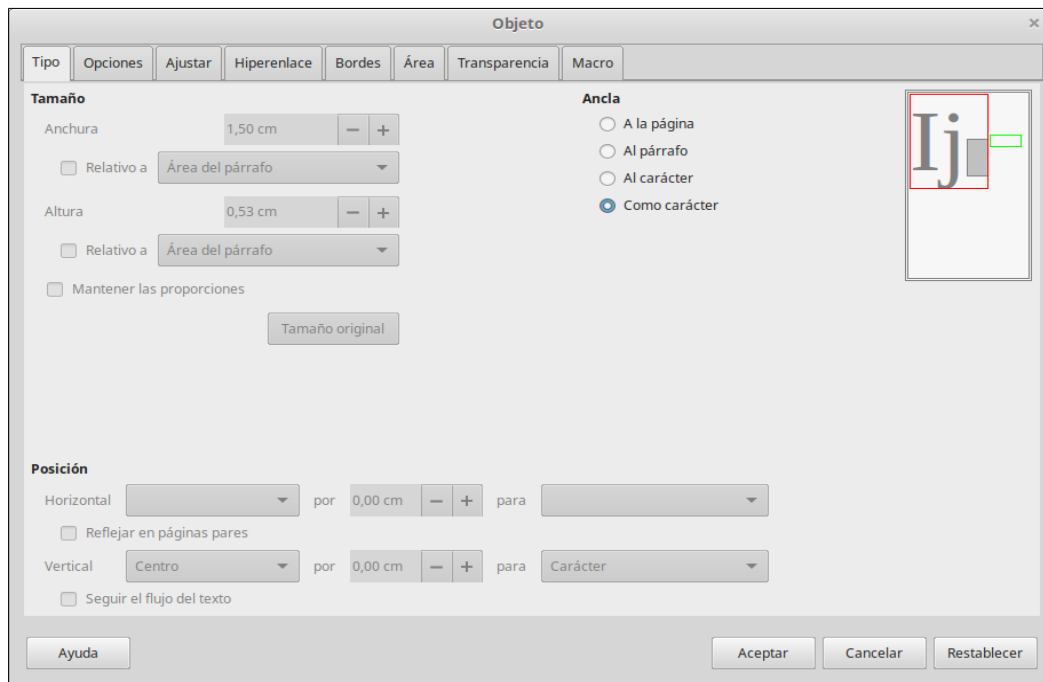 Objeto
Tipo Opciones Ajustar Hiperenlace Bordes Área Transparencia Macro
Tamaño
Anchura 1,50 cm
Relativo a Área del párrafo
Altura 0,53 cm
Relativo a Área del párrafo
Mantener las proporciones
Tamaño original
Ancla
A la página
Al párrafo
Al carácter
Como carácter
Ij
Posición
Horizontal por 0,00 cm para
Reflejar en páginas pares
Vertical Centro por 0,00 cm para Carácter
Seguir el flujo del texto
Ayuda Aceptar Cancelar Restablecer